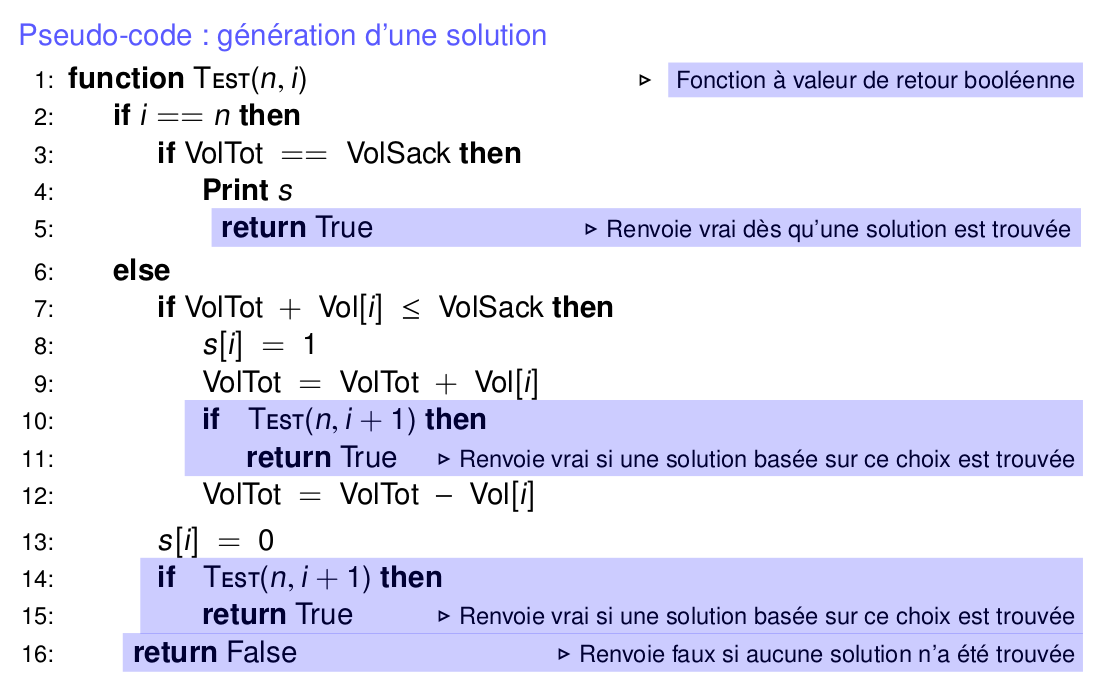 Pseudo-code : génération d'une solution
1: function TEST(n, i) ▷ Fonction à valeur de retour booléenne
2: if i == n then
3: if VolTot == VolSack then
4: Print s
5: return True ▷ Renvoie vrai dès qu'une solution est trouvée
6: else
7: if VolTot + Vol[i] ≤ VolSack then
8: s[i] = 1
9: VolTot = VolTot + Vol[i]
10: if TEST(n, i + 1) then
11: return True ▷ Renvoie vrai si une solution basée sur ce choix est trouvée
12: VolTot = VolTot − Vol[i]
13: s[i] = 0
14: if TEST(n, i + 1) then
15: return True ▷ Renvoie vrai si une solution basée sur ce choix est trouvée
16: return False ▷ Renvoie faux si aucune solution n'a été trouvée